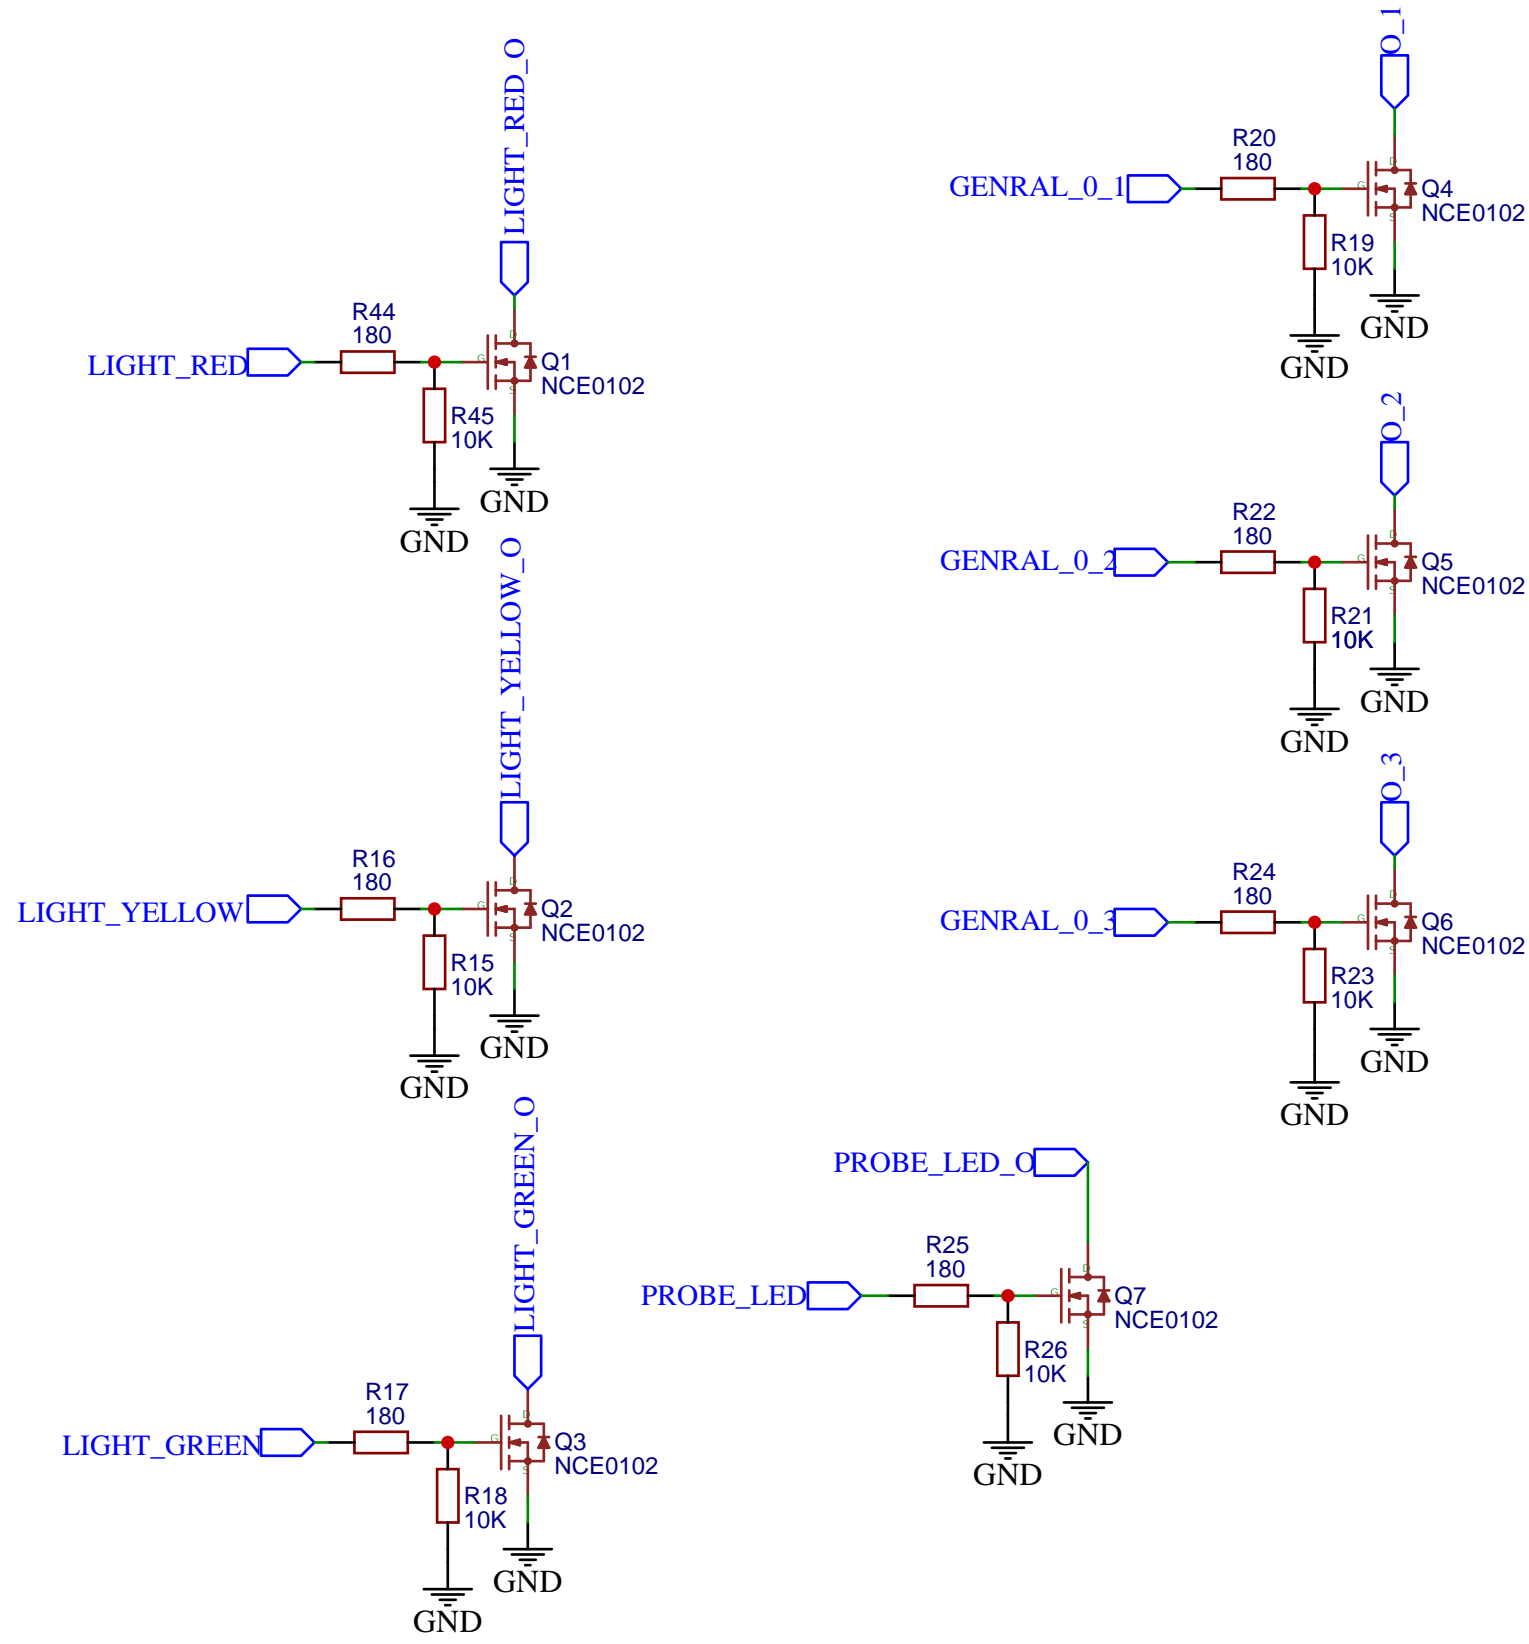 LIGHT_RED_O
R44
180
LIGHT_RED
D
G
S
Q1
NCE0102
R45
10K
GND
GND
LIGHT_YELLOW_O
R16
180
LIGHT_YELLOW
D
G
S
Q2
NCE0102
R15
10K
GND
GND
LIGHT_GREEN_O
R17
180
LIGHT_GREEN
D
G
S
Q3
NCE0102
R18
10K
GND
GND
O_1
R20
180
GENRAL_0_1
D
G
S
Q4
NCE0102
R19
10K
GND
GND
O_2
R22
180
GENRAL_0_2
D
G
S
Q5
NCE0102
R21
10K
GND
GND
O_3
R24
180
GENRAL_0_3
D
G
S
Q6
NCE0102
R23
10K
GND
GND
PROBE_LED_O
R25
180
PROBE_LED
D
G
S
Q7
NCE0102
R26
10K
GND
GND